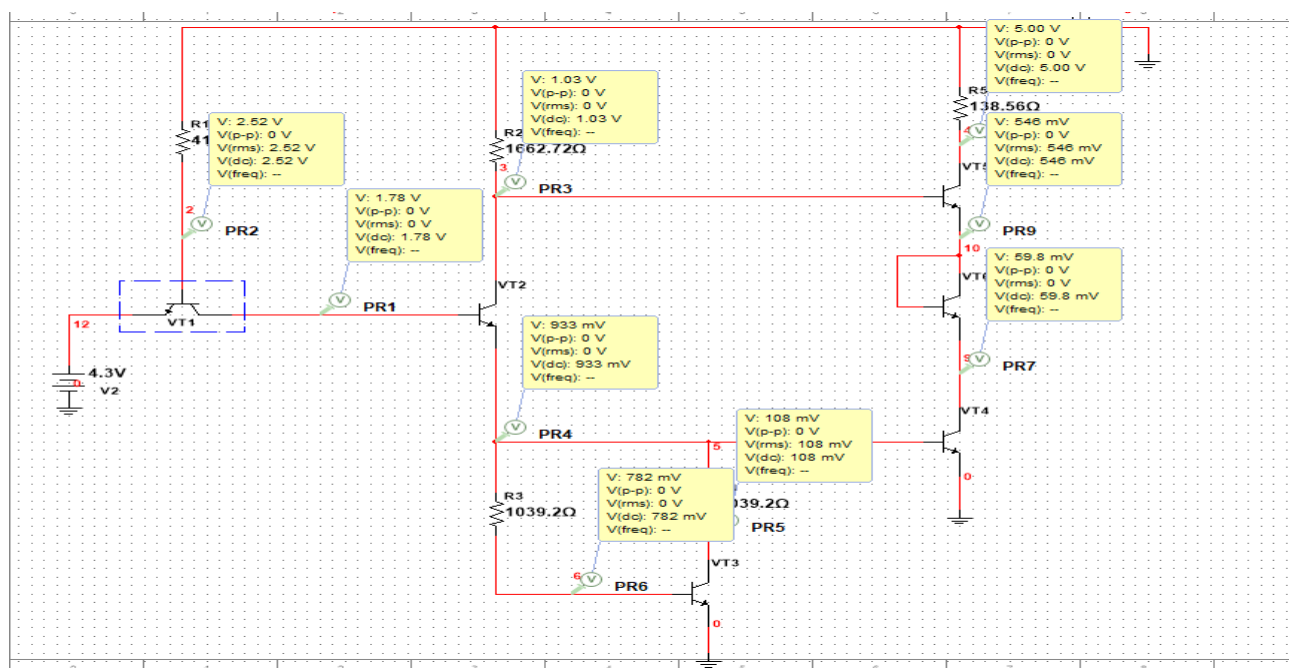 V: 5.00 V
V(p-p): 0 V
V(rms): 0 V
V(dc): 5.00 V
V(freq): --
V: 1.03 V
V(p-p): 0 V
V(rms): 0 V
V(dc): 1.03 V
V(freq): --
R5
138.56Ω
V: 2.52 V
V(p-p): 0 V
V(rms): 2.52 V
V(dc): 2.52 V
V(freq): --
R1
41
R2
1662.72Ω
3
PR3
V: 546 mV
V(p-p): 0 V
V(rms): 546 mV
V(dc): 546 mV
V(freq): --
V: 1.78 V
V(p-p): 0 V
V(rms): 0 V
V(dc): 1.78 V
V(freq): --
2
PR2
V
PR9
10
V: 59.8 mV
V(p-p): 0 V
V(rms): 0 V
V(dc): 59.8 mV
V(freq): --
VT2
PR1
VT1
12
4.3V
V2
V: 933 mV
V(p-p): 0 V
V(rms): 0 V
V(dc): 933 mV
V(freq): --
PR7
VT4
PR4
5
V: 108 mV
V(p-p): 0 V
V(rms): 108 mV
V(dc): 108 mV
V(freq): --
0
R3
1039.2Ω
V: 782 mV
V(p-p): 0 V
V(rms): 0 V
V(dc): 782 mV
V(freq): --
039.2Ω
PR5
VT3
6
PR6
0